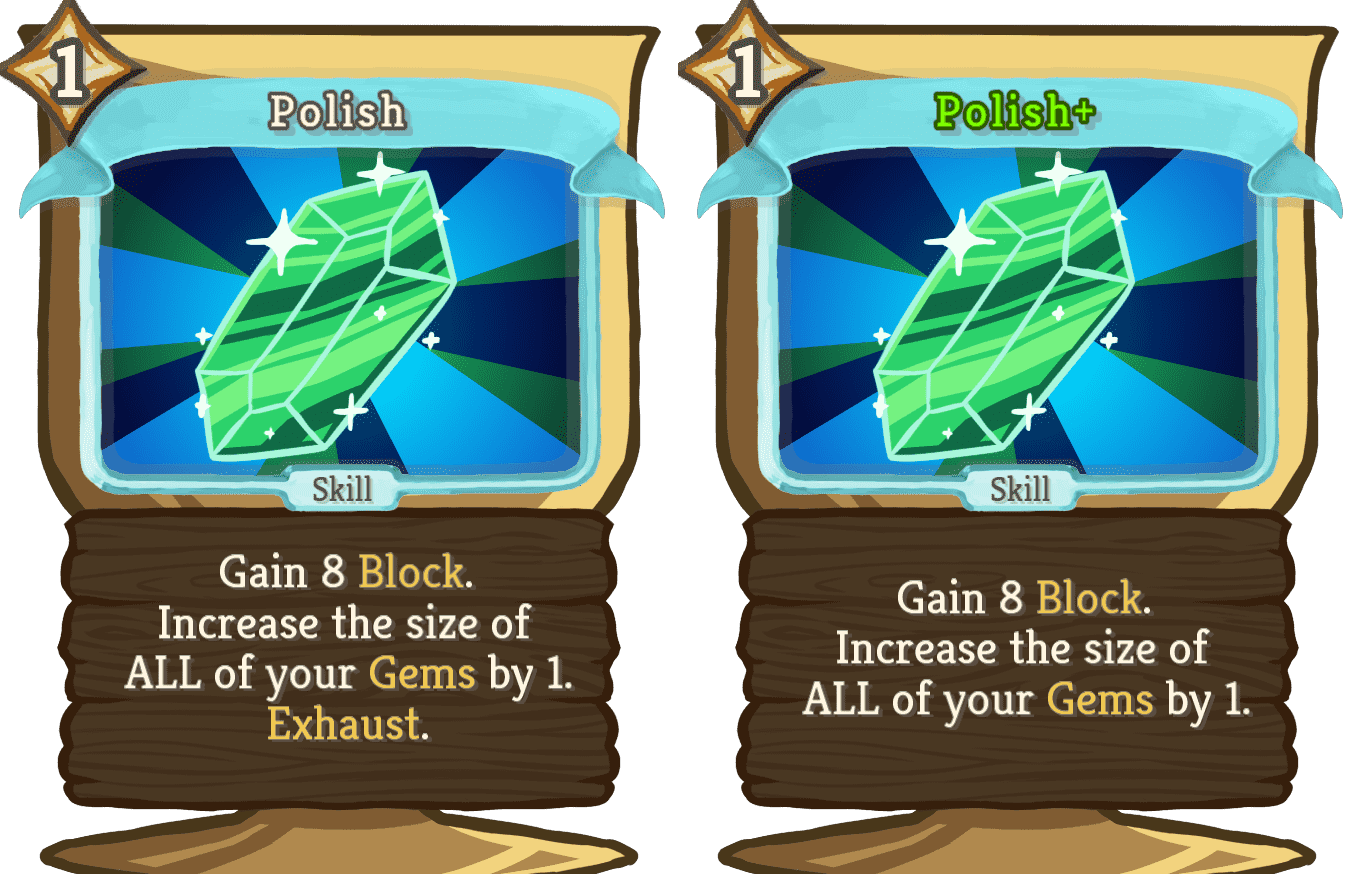 1
Polish
Skill
Gain 8 Block.
Increase the size of
ALL of your Gems by 1.
Exhaust.
1
Polish+
Skill
Gain 8 Block.
Increase the size of
ALL of your Gems by 1.